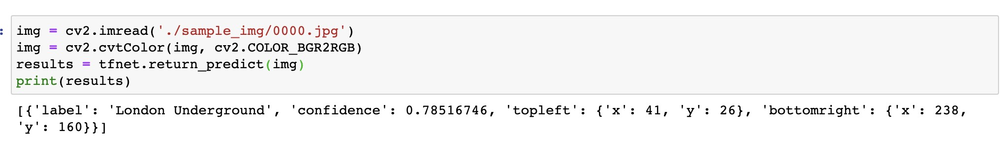 :
img = cv2.imread('./sample_img/0000.jpg')
img = cv2.cvtColor(img, cv2.COLOR_BGR2RGB)
results = tfnet.return_predict(img)
print(results)
[{'label': 'London Underground', 'confidence': 0.78516746, 'topleft': {'x': 41, 'y': 26}, 'bottomright': {'x': 238,
'y': 160}}]